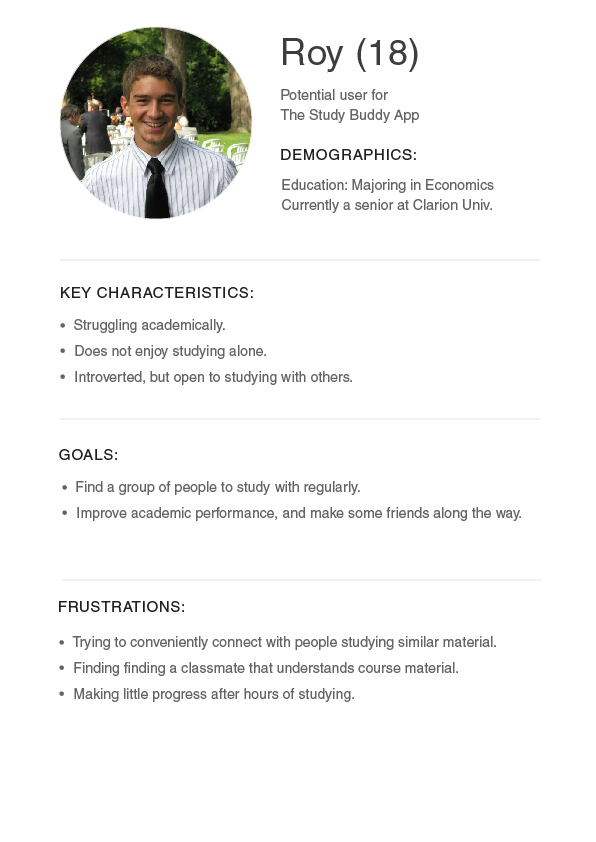 Roy (18)
Potential user for
The Study Buddy App
DEMOGRAPHICS:
Education: Majoring in Economics
Currently a senior at Clarion Univ.
KEY CHARACTERISTICS:
• Struggling academically.
• Does not enjoy studying alone.
• Introverted, but open to studying with others.
GOALS:
• Find a group of people to study with regularly.
• Improve academic performance, and make some friends along the way.
FRUSTRATIONS:
• Trying to conveniently connect with people studying similar material.
• Finding finding a classmate that understands course material.
• Making little progress after hours of studying.